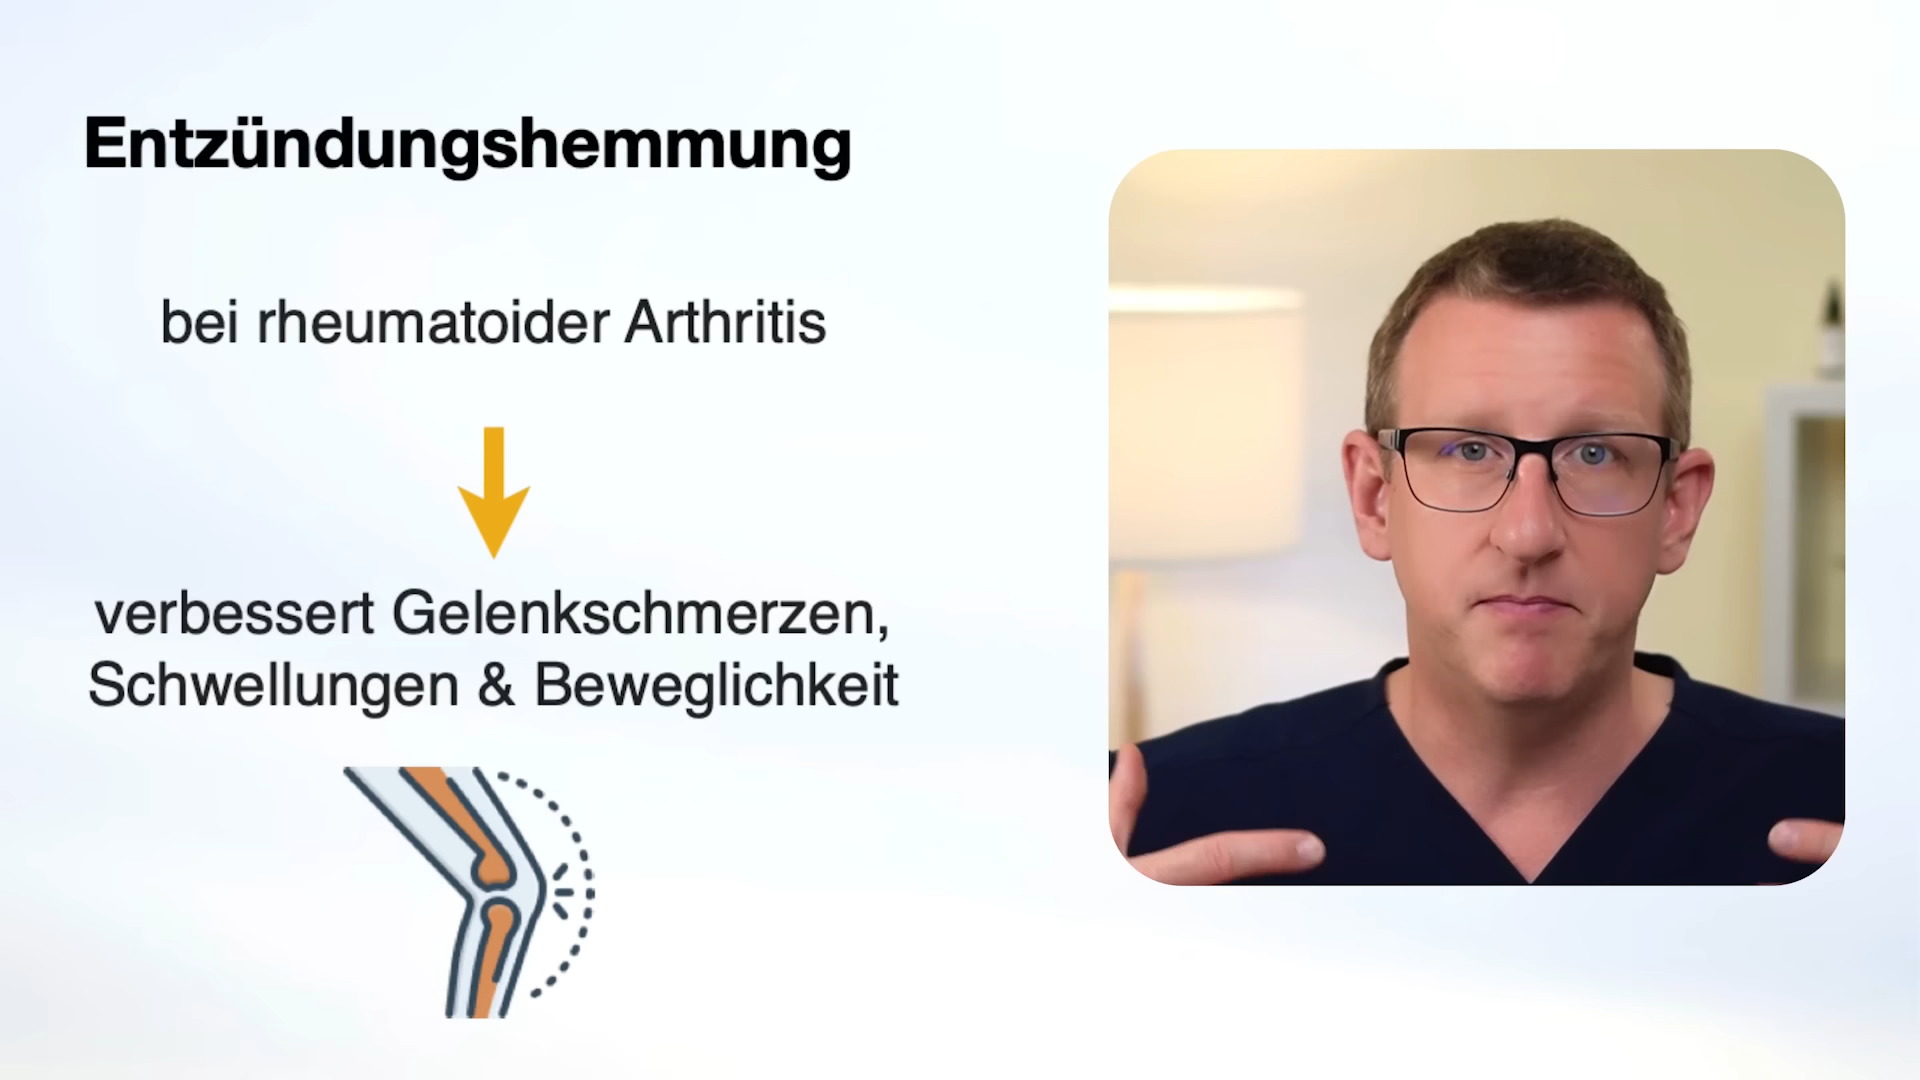 Entzündungshemmung
bei rheumatoider Arthritis
verbessert Gelenkschmerzen,
Schwellungen & Beweglichkeit